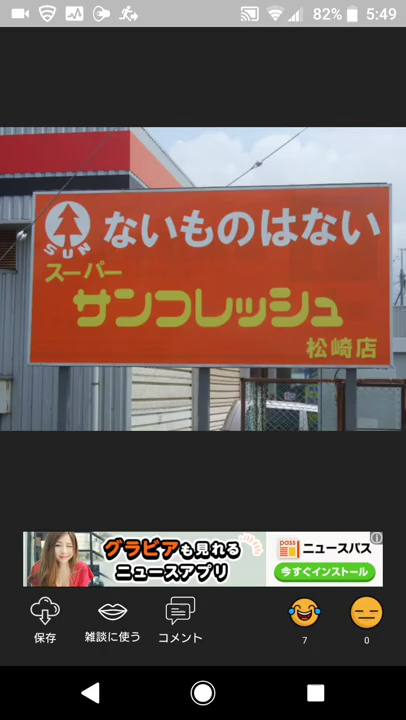 82% 5:49
ないものはない
SUN
スーパー
サンフレッシュ
松崎店
グラビアも見れる
ニュースアプリ
pass
ニュースパス
今すぐインストール
保存
雑談に使う
コメント
7
0